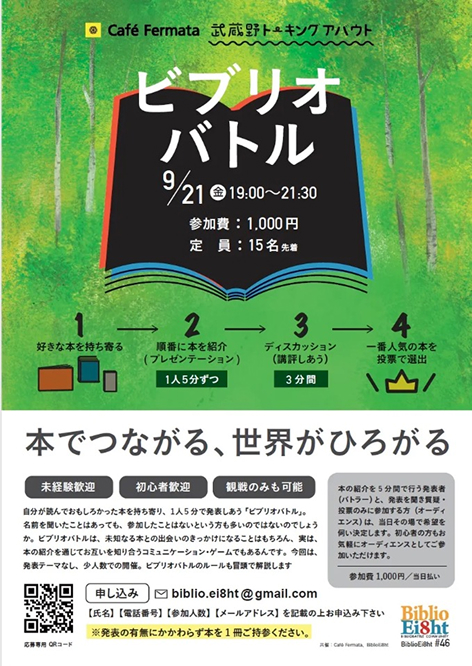 Café Fermata 武蔵野トーキングアバウト
ビブリオ
バトル
9/21 金 19:00〜21:30
参加費：1,000円
定 員：15名先着
1 → 2 → 3 → 4
好きな本を持ち寄る
順番に本を紹介
(プレゼンテーション)
1人5分ずつ
ディスカッション
(講評しあう)
3分間
一番人気の本を
投票で選出
本でつながる、世界がひろがる
未経験歓迎 初心者歓迎 観戦のみも可能
自分が読んでおもしろかった本を持ち寄り、1人5分で発表しあう「ビブリオバトル」。
名前を聞いたことはあっても、参加したことはないという方も多いのではないのでしょう
か。ビブリオバトルは、未知なる本との出会いのきっかけになることはもちろん、実は
本の紹介を通じてお互いを知り合うコミュニケーション・ゲームでもあるんです。今回は、
発表テーマなし、少人数での開催。ビブリオバトルのルールも冒頭で解説します
本の紹介を5分間で行う発表者
(バトラー)と、発表を聞き質疑・
投票のみに参加する方(オーディ
エンス)は、当日その場で希望を
伺い決定します。初心者の方もお
気軽にオーディエンスとしてご参
加いただけます。
参加費 1,000円／当日払い
申し込み biblio.ei8ht@gmail.com
【氏名】【電話番号】【参加人数】【メールアドレス】を記載の上お申込み下さい
※発表の有無にかかわらず本を1冊ご持参ください。
応募専用 QRコード
共催：Café Fermata、BiblioEi8ht
Biblio
Ei8ht
BiblioEi8ht #46